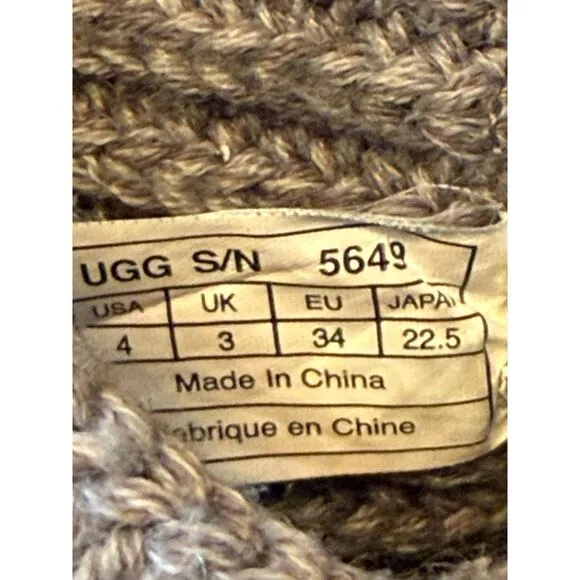 UGG S/N 5649
USA UK EU JAPAN
4 3 34 22.5
Made In China
Fabrique en Chine